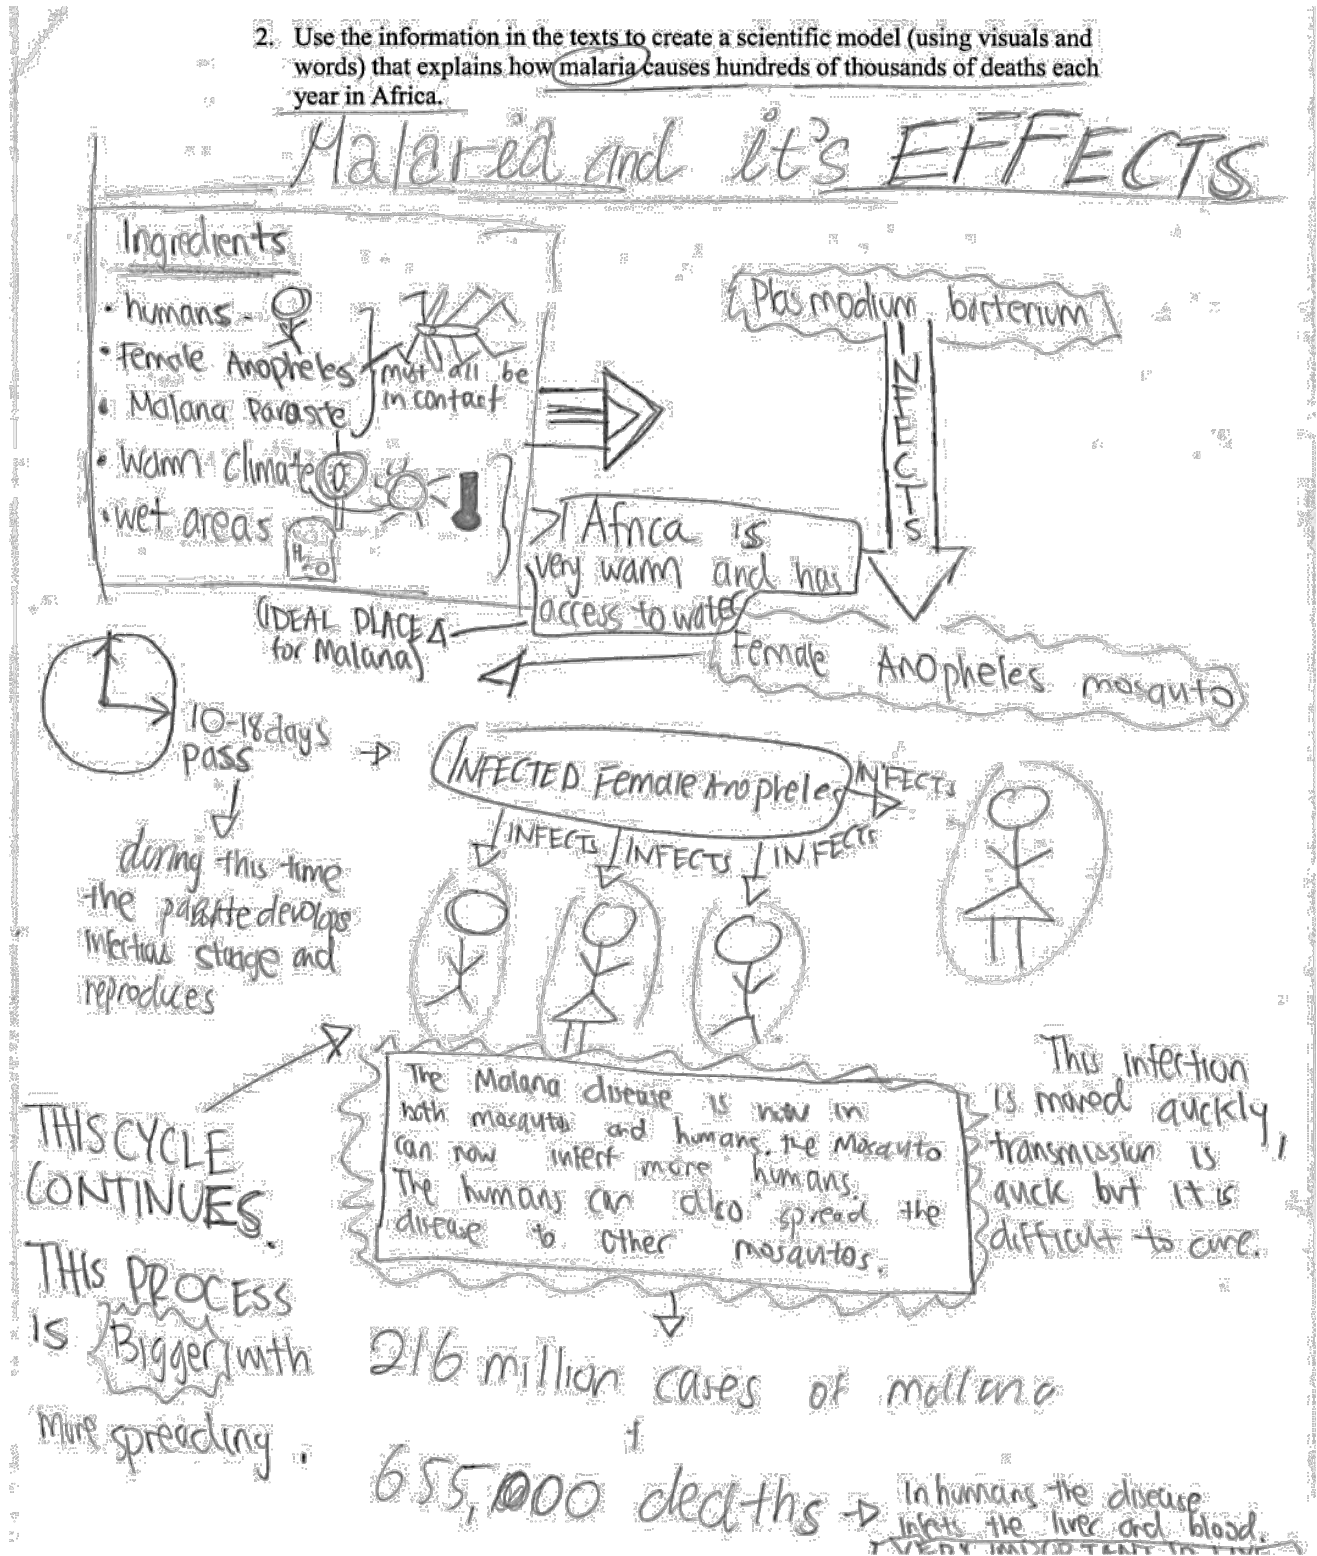 2. Use the information in the texts to create a scientific model (using visuals and
words) that explains how malaria causes hundreds of thousands of deaths each
year in Africa.
Malaria and it's EFFECTS
Ingredients
• humans -
• Female Anopheles
• Malaria Parasite
must all be
in contact
• Warm climate
• wet areas
H2O
> Africa is
very warm and has
access to water
(IDEAL PLACE
for Malaria)
Plasmodium bacterium
INFECTS
Female Anopheles mosquto
10-18 days
pass
during this time
the parasite devolops
infectious stage and
reproduces
INFECTED Female Anopheles
INFECTS
INFECTS
INFECTS
INFECTS
The Malaria disease is now in
both mosquitos and humans. The Mosquito
can now infect more humans.
The humans can also spread the
disease to other mosquitos.
This infection
is moved quickly,
transmission is
quick but it is
difficult to cure.
THIS CYCLE
CONTINUES.
THIS PROCESS
is Bigger with
more spreading.
216 million cases of malaria
+
655,000 deaths
In humans the disease
infects the liver and blood.
VERY IMPORTANT TO LIVE